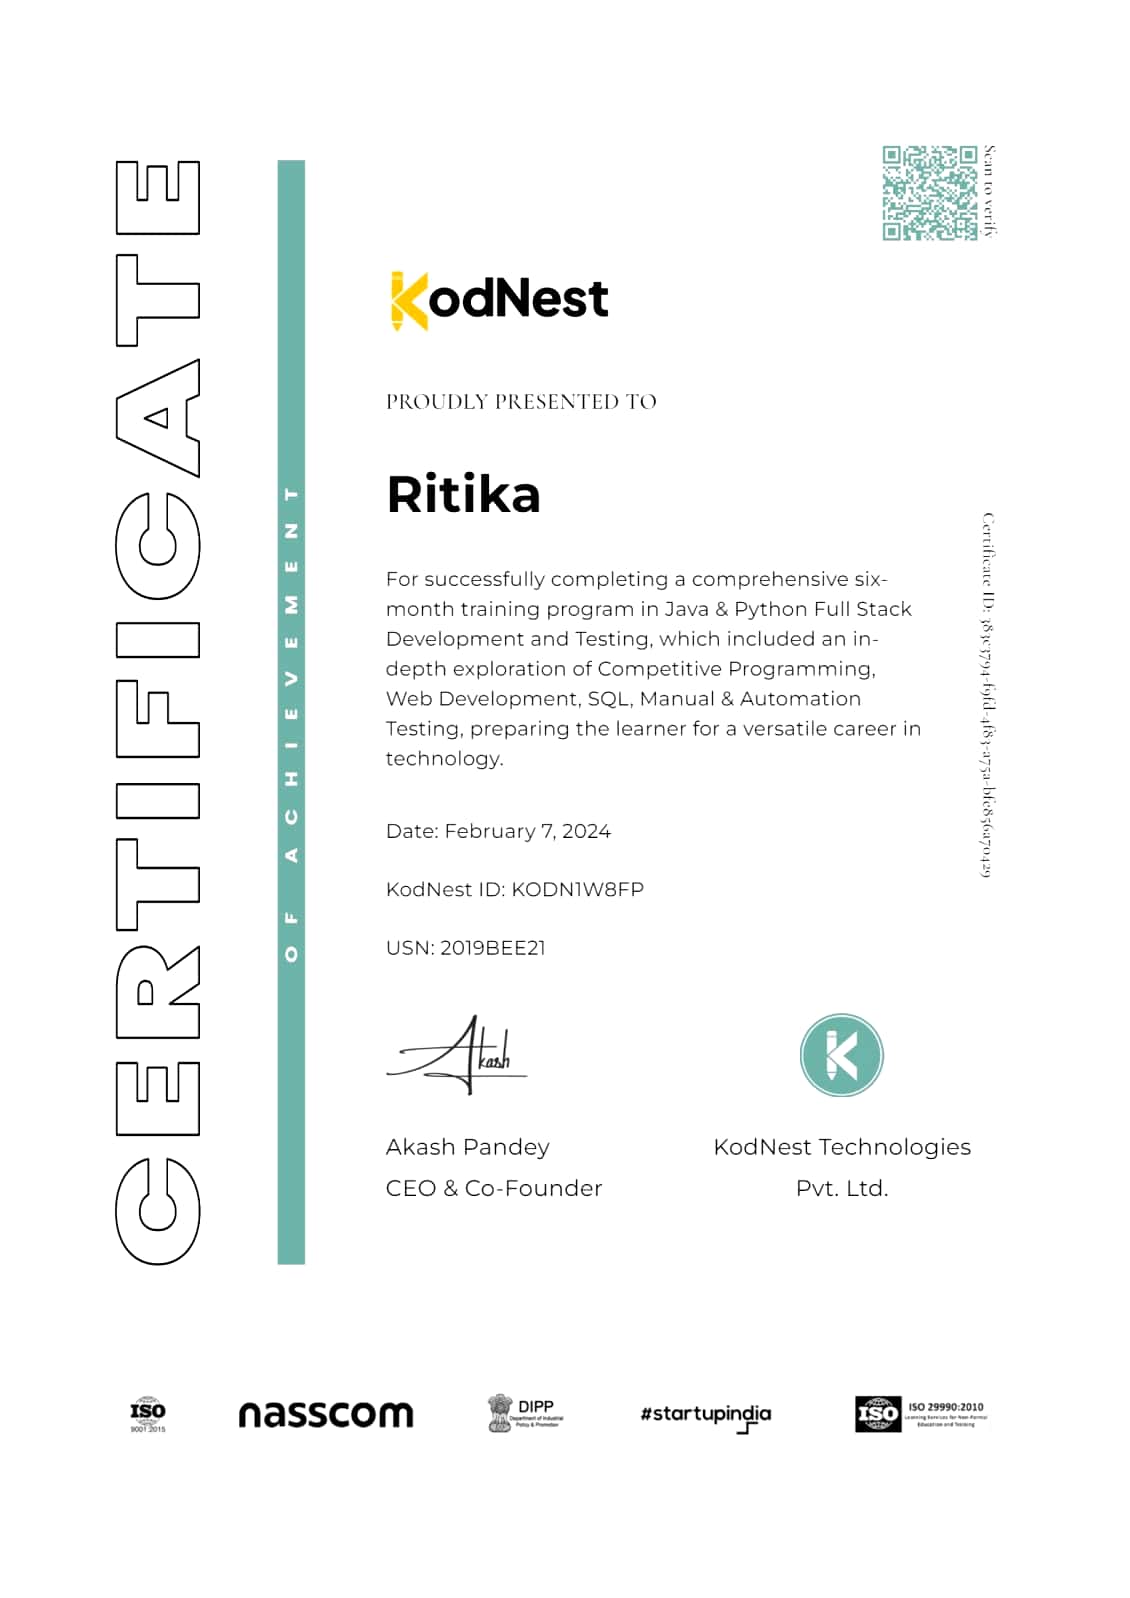 CERTIFICATE
OF ACHIEVEMENT
Scan to verify
KodNest
PROUDLY PRESENTED TO
Ritika
For successfully completing a comprehensive six-
month training program in Java & Python Full Stack
Development and Testing, which included an in-
depth exploration of Competitive Programming,
Web Development, SQL, Manual & Automation
Testing, preparing the learner for a versatile career in
technology.
Date: February 7, 2024
KodNest ID: KODN1W8FP
USN: 2019BEE21
Certificate ID:
Akash
Akash Pandey
CEO & Co-Founder
K
KodNest Technologies
Pvt. Ltd.
ISO
9001:2015
nasscom
DIPP
Department of Industrial
Policy & Promotion
#startupindia
ISO
ISO 29990:2010
Learning Services for Non-Formal
Education and Training